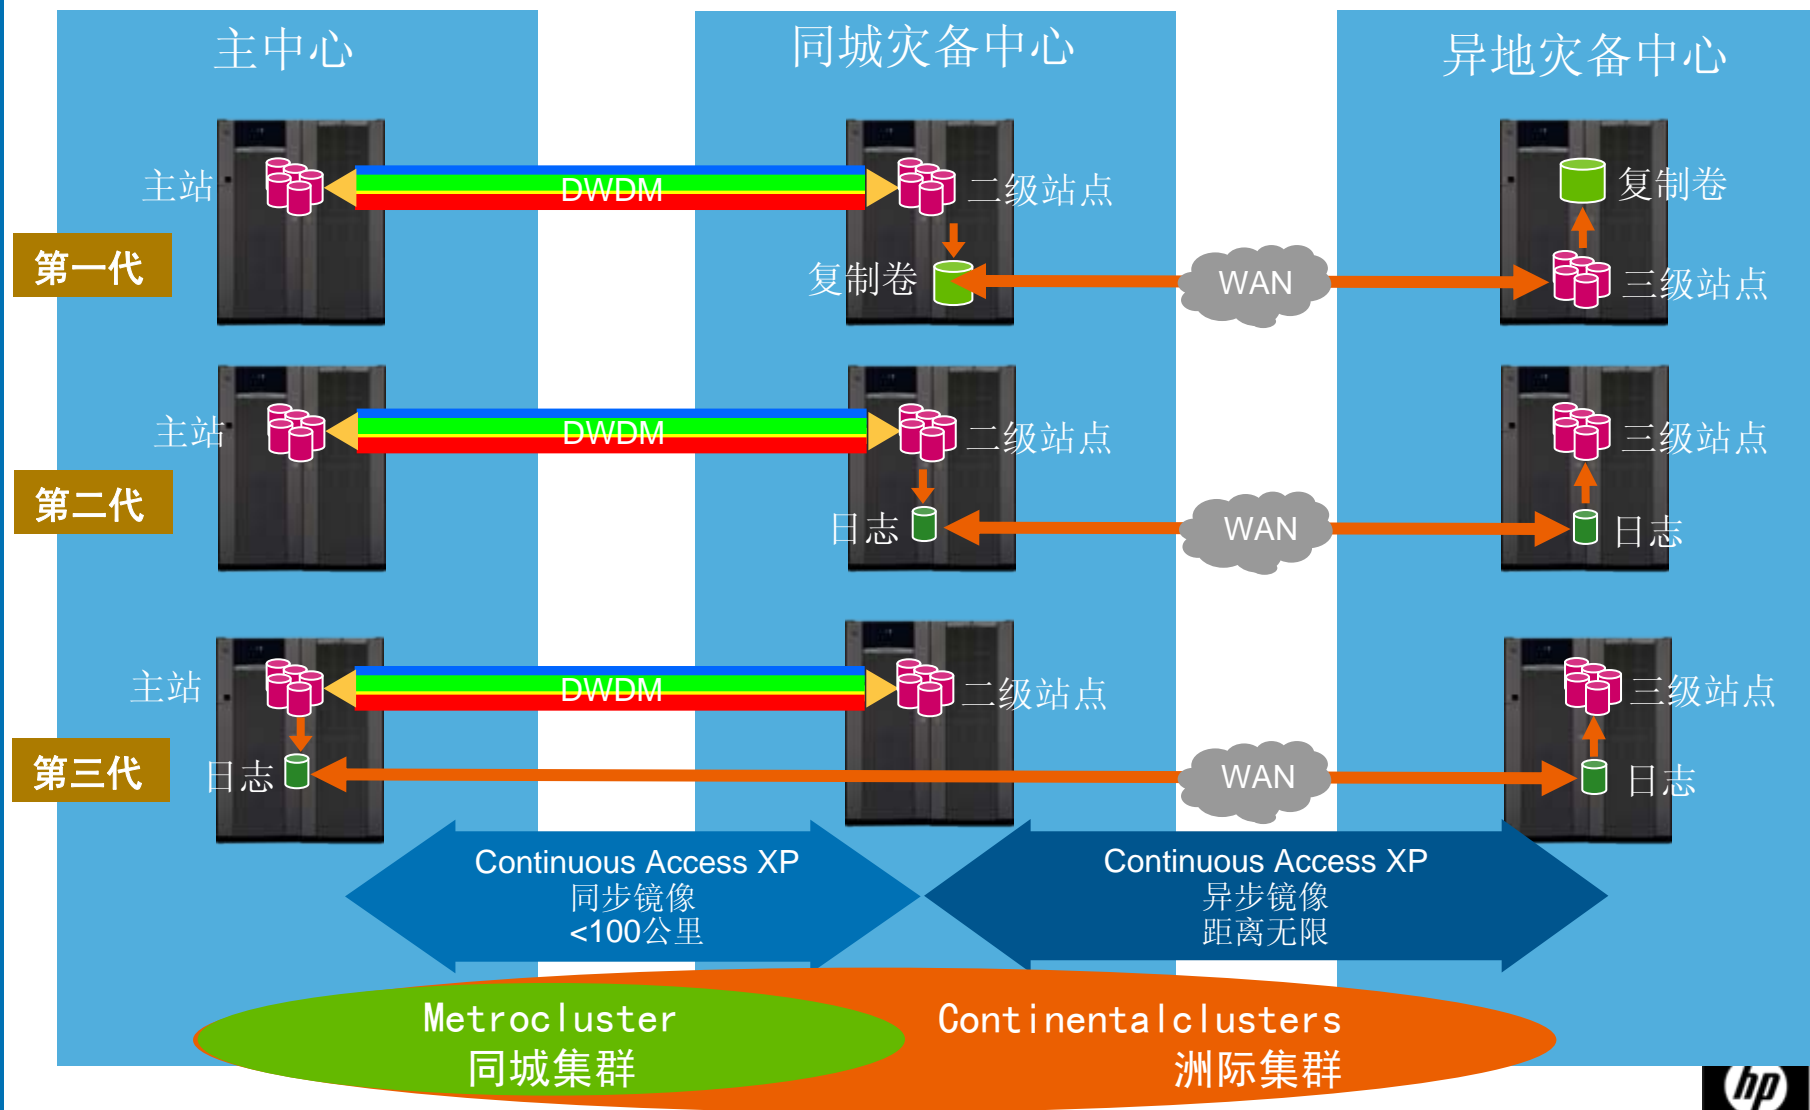 主中心
同城灾备中心
异地灾备中心
主站
DWDM
二级站点
复制卷
第一代
复制卷
WAN
三级站点
主站
DWDM
二级站点
三级站点
第二代
日志
WAN
日志
主站
DWDM
二级站点
三级站点
第三代
日志
WAN
日志
Continuous Access XP
同步镜像
<100公里
Continuous Access XP
异步镜像
距离无限
Metrocluster
同城集群
Continentalclusters
洲际集群
hp